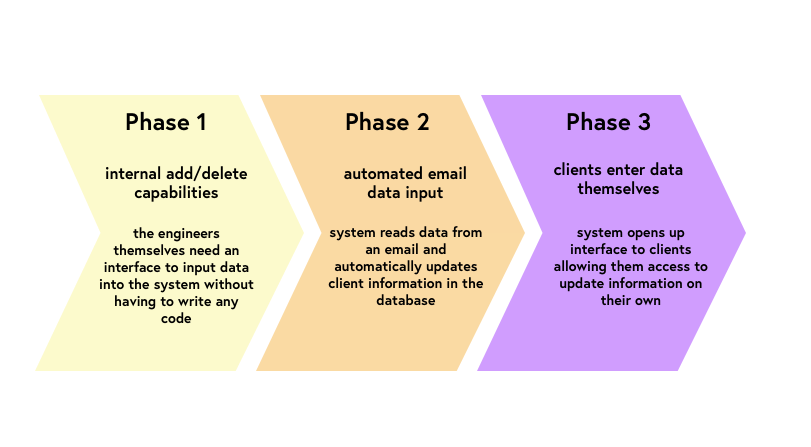 Phase 1
internal add/delete
capabilities
the engineers
themselves need an
interface to input data
into the system without
having to write any
code
Phase 2
automated email
data input
system reads data from
an email and
automatically updates
client information in the
database
Phase 3
clients enter data
themselves
system opens up
interface to clients
allowing them access to
update information on
their own